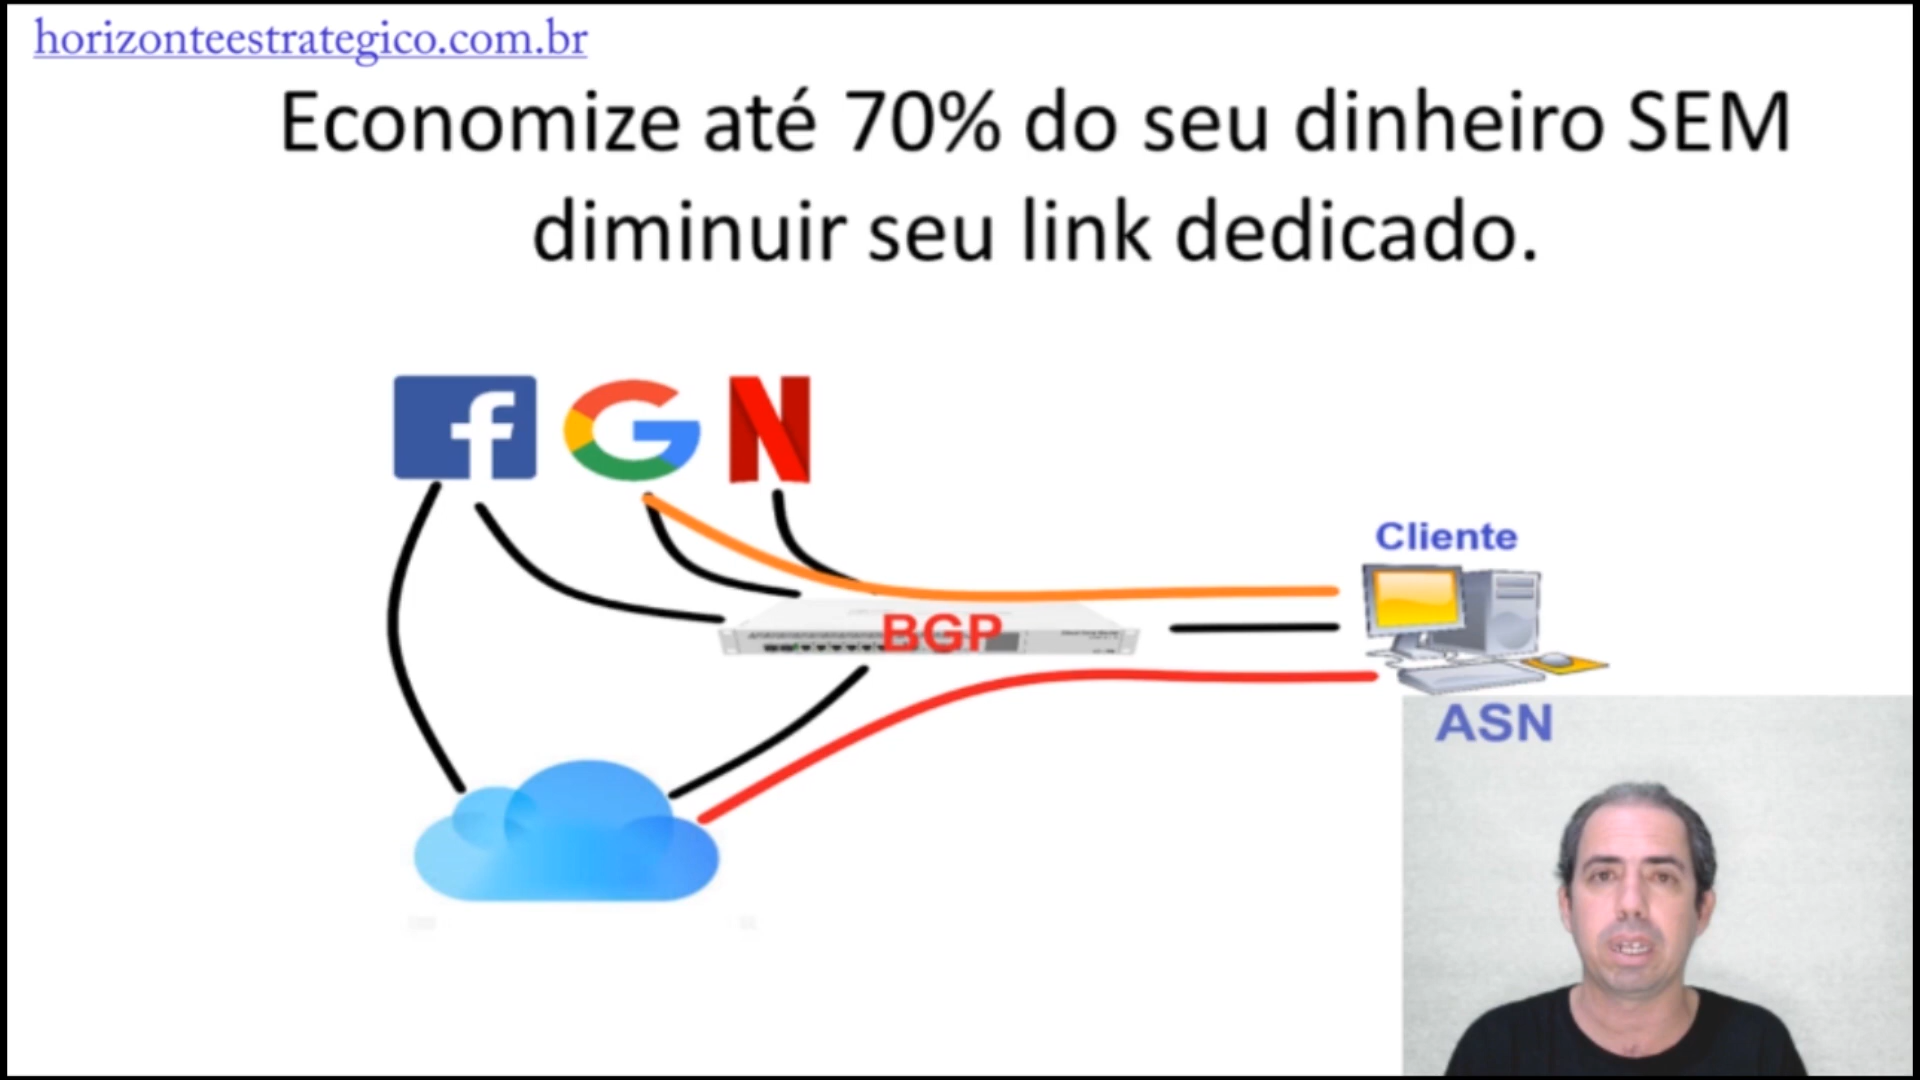 horizonteestrategico.com.br
Economize até 70% do seu dinheiro SEM
diminuir seu link dedicado.
Cliente
BGP
ASN